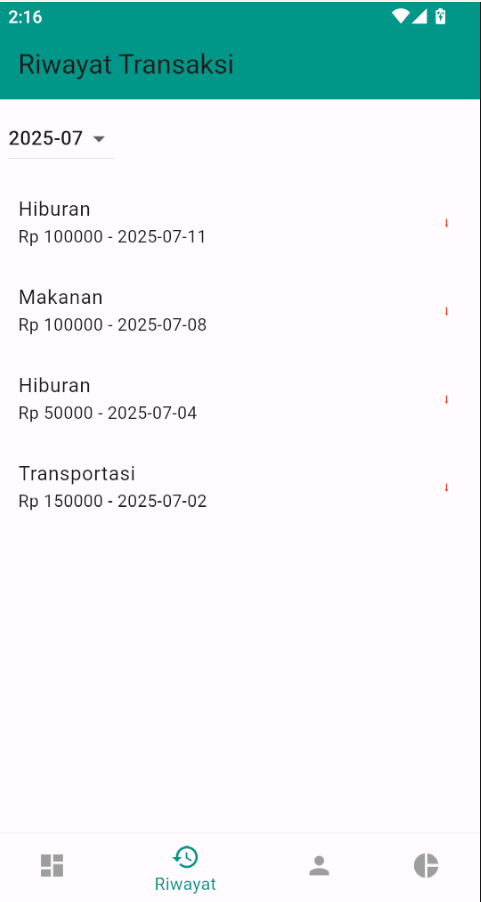 2:16
Riwayat Transaksi
2025-07
Hiburan
Rp 100000 - 2025-07-11
Makanan
Rp 100000 - 2025-07-08
Hiburan
Rp 50000 - 2025-07-04
Transportasi
Rp 150000 - 2025-07-02
Riwayat